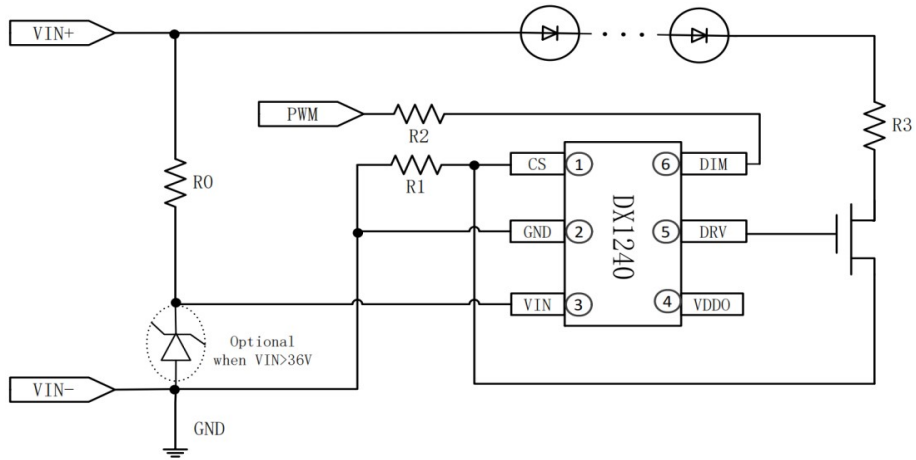 VIN+
PWM
R2
R3
R0
R1
CS
1
6
DIM
DX1240
GND
2
5
DRV
VIN
3
4
VDDO
Optional
when VIN>36V
VIN-
GND